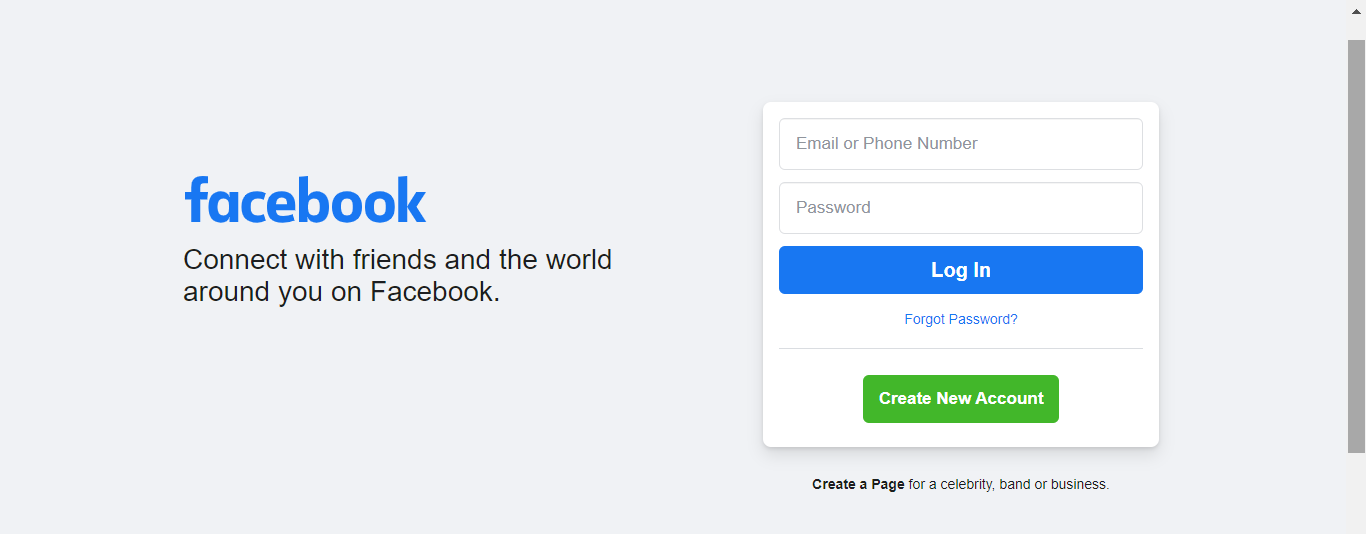 facebook
Connect with friends and the world
around you on Facebook.
Email or Phone Number
Password
Log In
Forgot Password?
Create New Account
Create a Page for a celebrity, band or business.